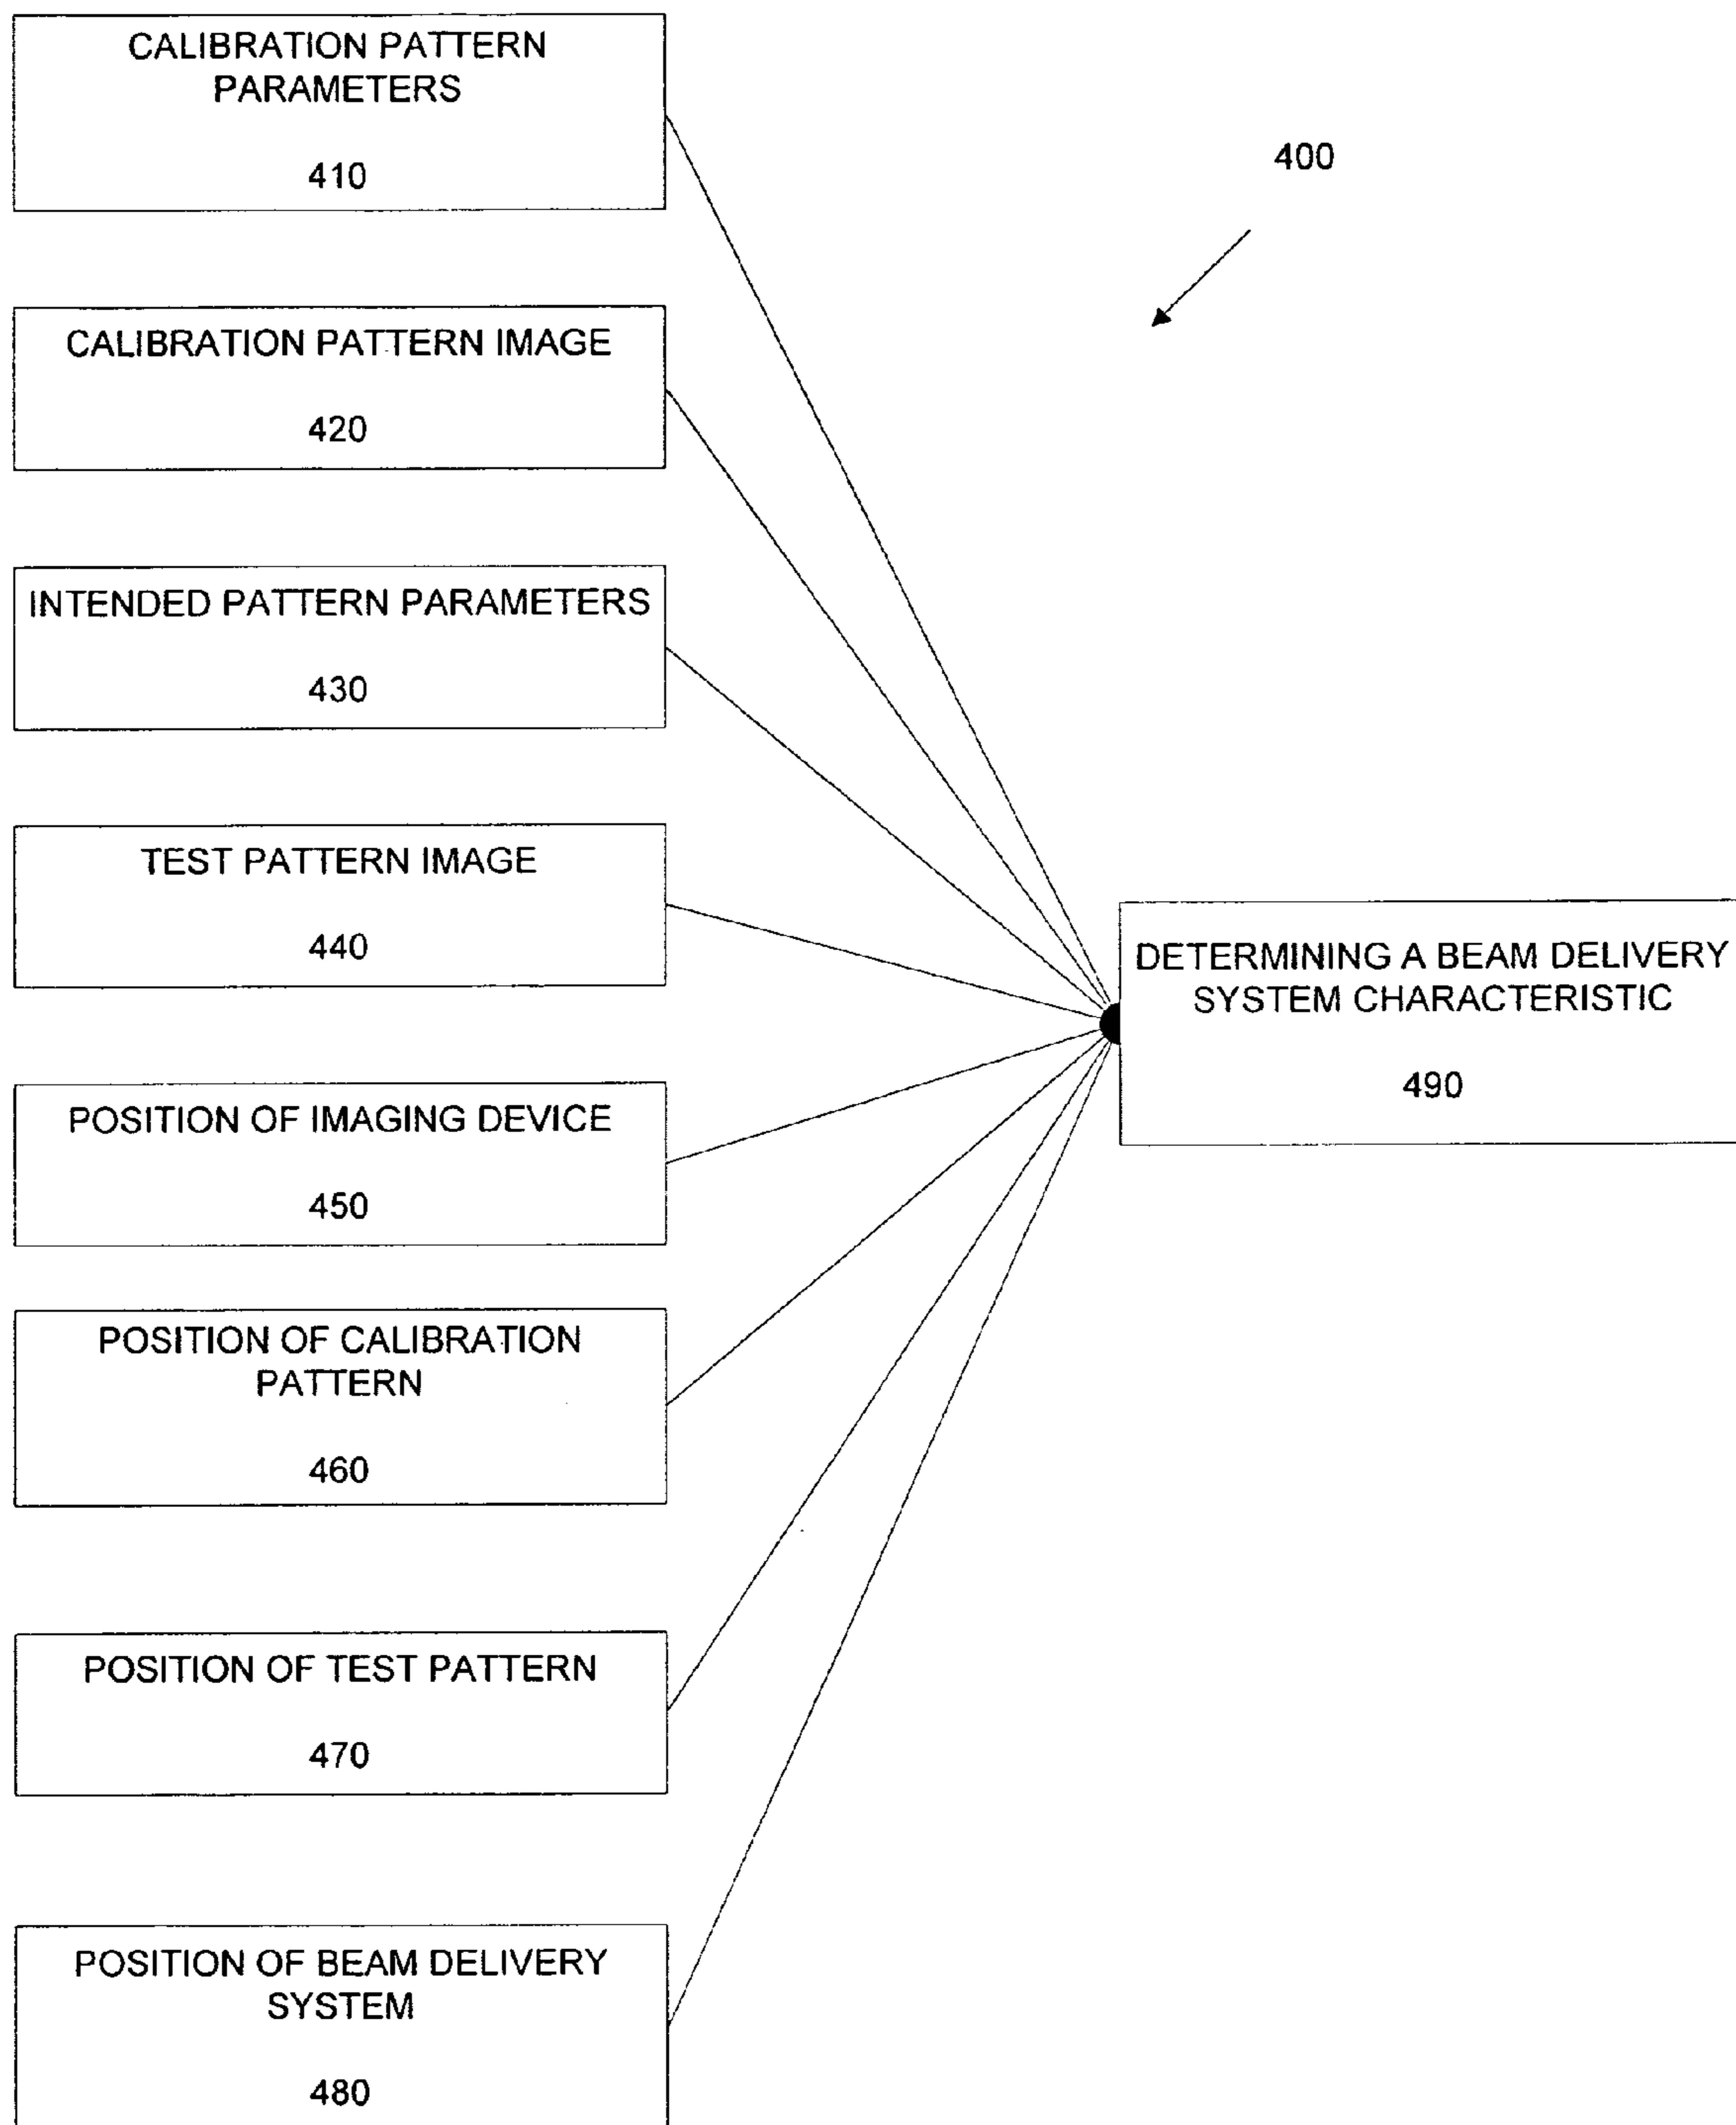 CALIBRATION PATTERN
PARAMETERS
410
400
CALIBRATION PATTERN IMAGE
420
INTENDED PATTERN PARAMETERS
430
TEST PATTERN IMAGE
440
DETERMINING A BEAM DELIVERY
SYSTEM CHARACTERISTIC
490
POSITION OF IMAGING DEVICE
450
POSITION OF CALIBRATION
PATTERN
460
POSITION OF TEST PATTERN
470
POSITION OF BEAM DELIVERY
SYSTEM
480